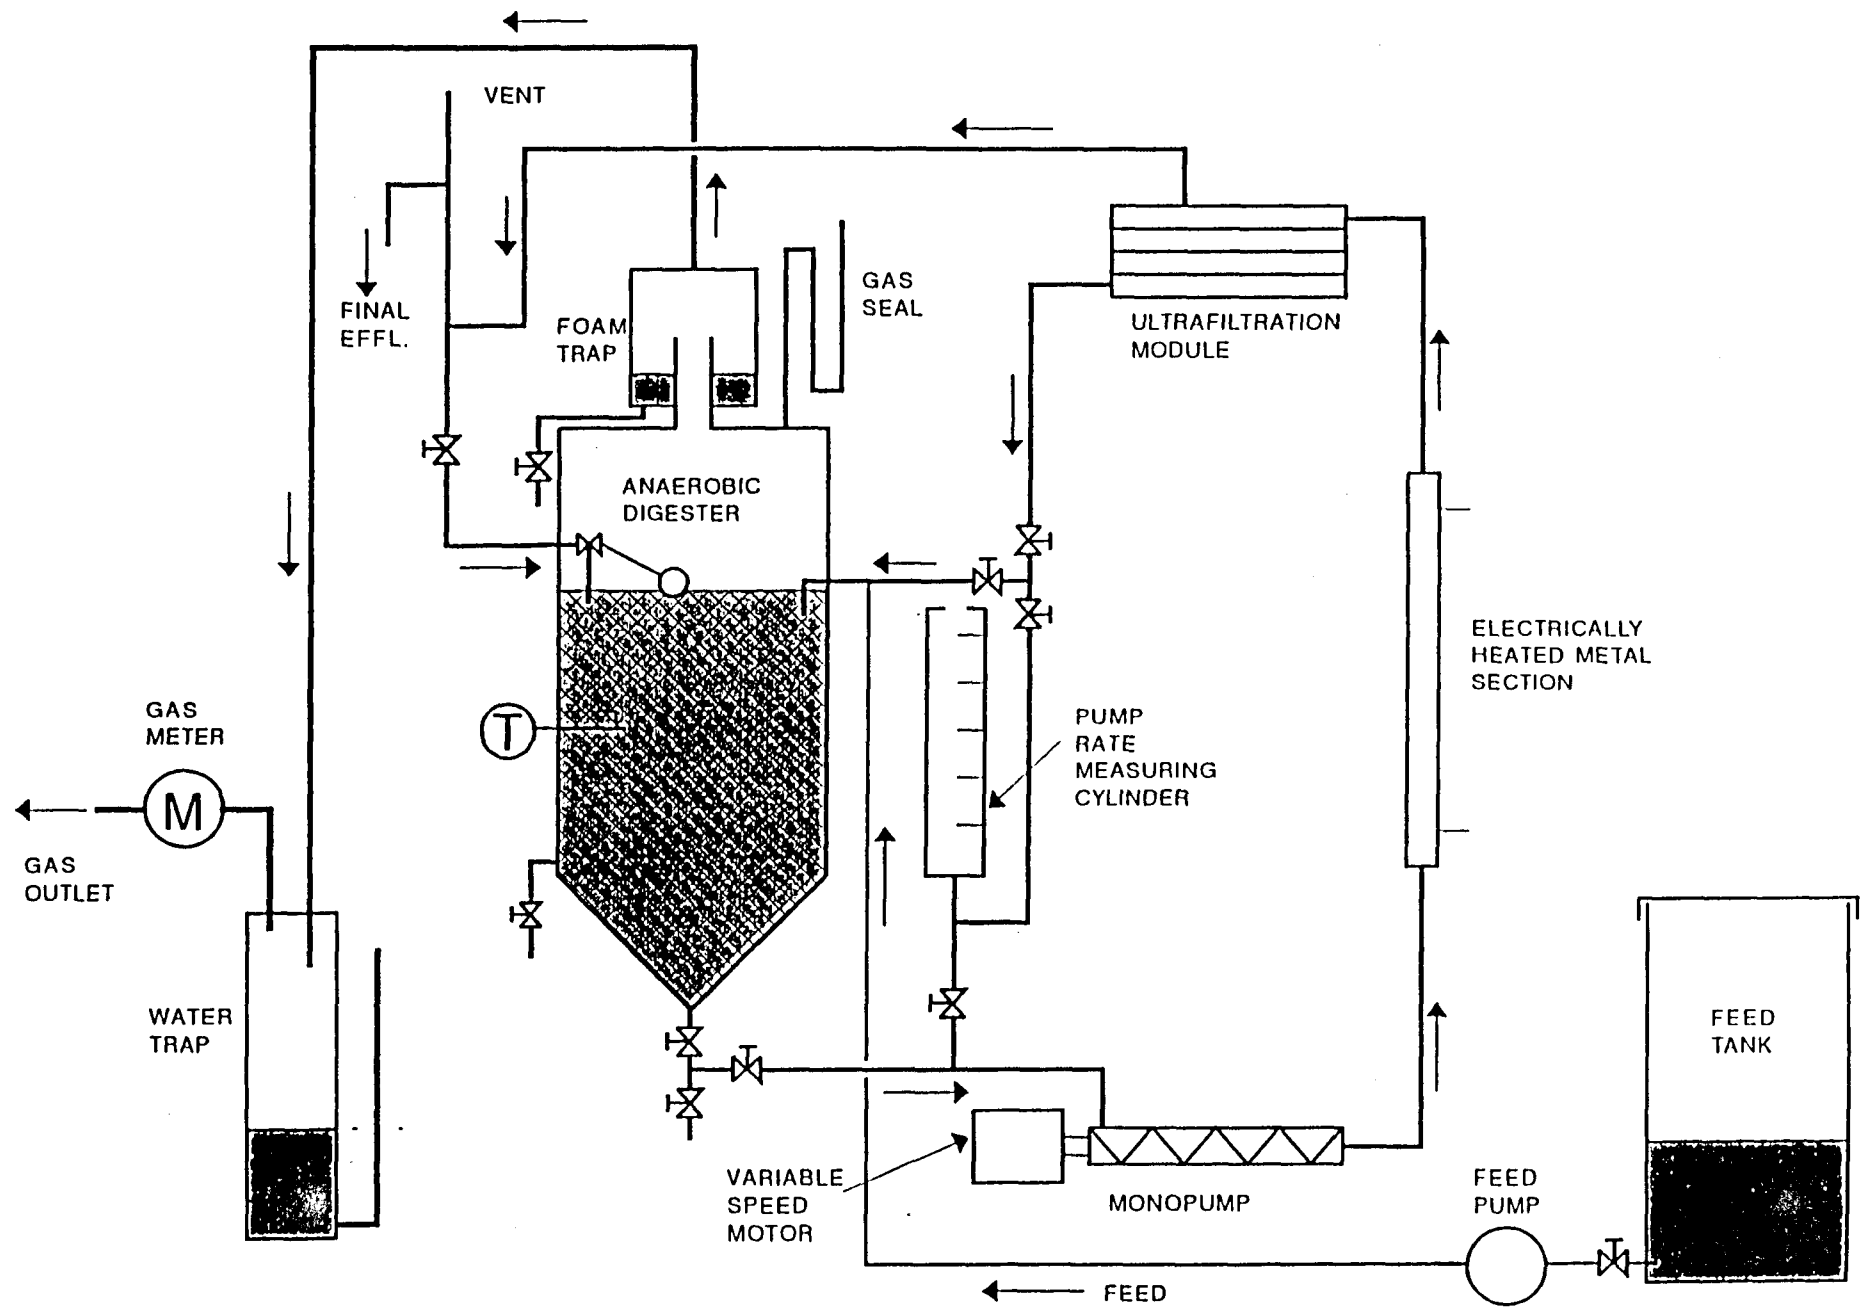 VENT
FINAL
EFFL.
FOAM
TRAP
GAS
SEAL
ULTRAFILTRATION
MODULE
ANAEROBIC
DIGESTER
ELECTRICALLY
HEATED METAL
SECTION
T
GAS
METER
M
PUMP
RATE
MEASURING
CYLINDER
GAS
OUTLET
WATER
TRAP
FEED
TANK
VARIABLE
SPEED
MOTOR
MONOPUMP
FEED
PUMP
FEED